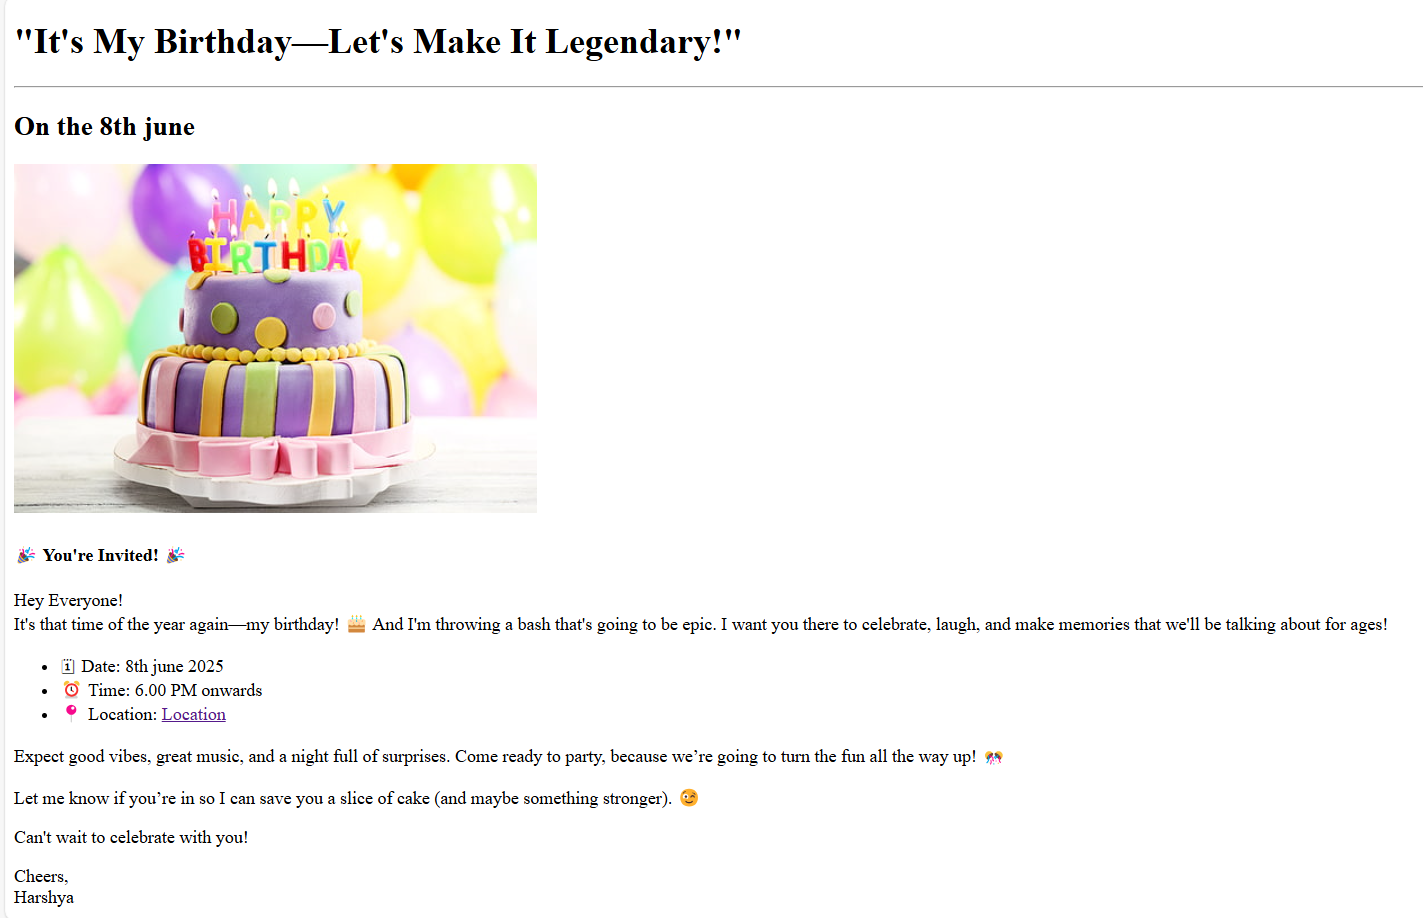 "It's My Birthday—Let's Make It Legendary!"
On the 8th june
HAPPY
BIRTHDAY
🎉 You're Invited! 🎉
Hey Everyone!
It's that time of the year again—my birthday! 🎂 And I'm throwing a bash that's going to be epic. I want you there to celebrate, laugh, and make memories that we'll be talking about for ages!
• 🗓️ Date: 8th june 2025
• ⏰ Time: 6.00 PM onwards
• 📍 Location: Location
Expect good vibes, great music, and a night full of surprises. Come ready to party, because we’re going to turn the fun all the way up! 🎊
Let me know if you’re in so I can save you a slice of cake (and maybe something stronger). 😉
Can't wait to celebrate with you!
Cheers,
Harshya